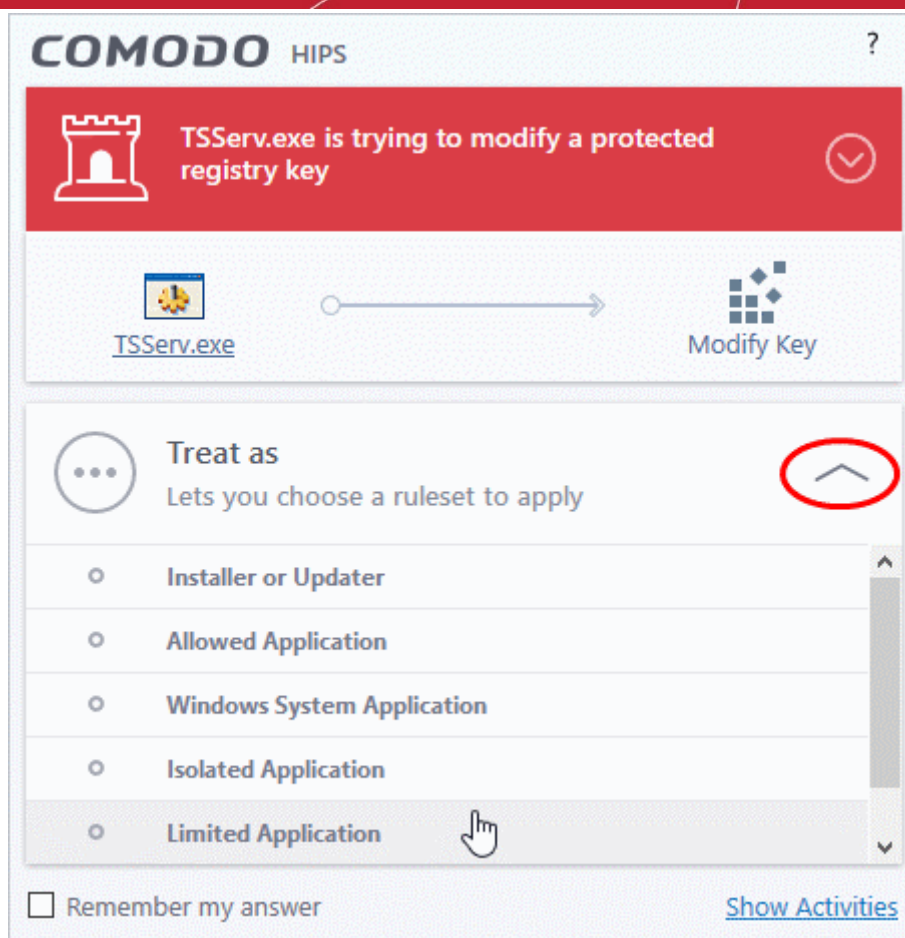 COMODO HIPS ?
TSServ.exe is trying to modify a protected
registry key
TSServ.exe Modify Key
Treat as
Lets you choose a ruleset to apply
Installer or Updater
Allowed Application
Windows System Application
Isolated Application
Limited Application
Remember my answer Show Activities